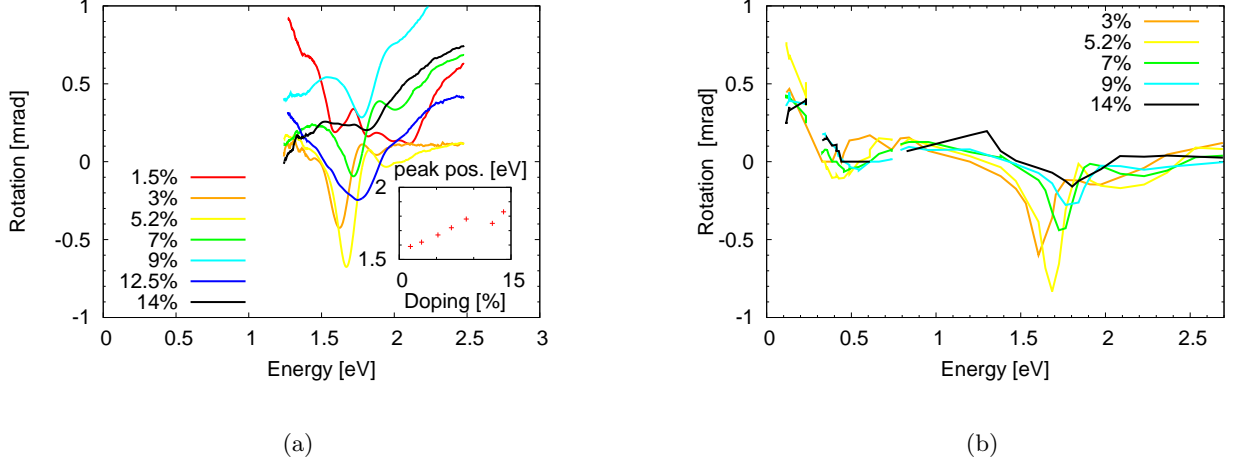 1
0.5
0
-0.5
-1
Rotation [mrad]
1.5%
3%
5.2%
7%
9%
12.5%
14%
peak pos. [eV]
2
1.5
0
15
Doping [%]
0 0.5 1 1.5 2 2.5 3
Energy [eV]
(a)
1
0.5
0
-0.5
-1
Rotation [mrad]
3%
5.2%
7%
9%
14%
0 0.5 1 1.5 2 2.5
Energy [eV]
(b)